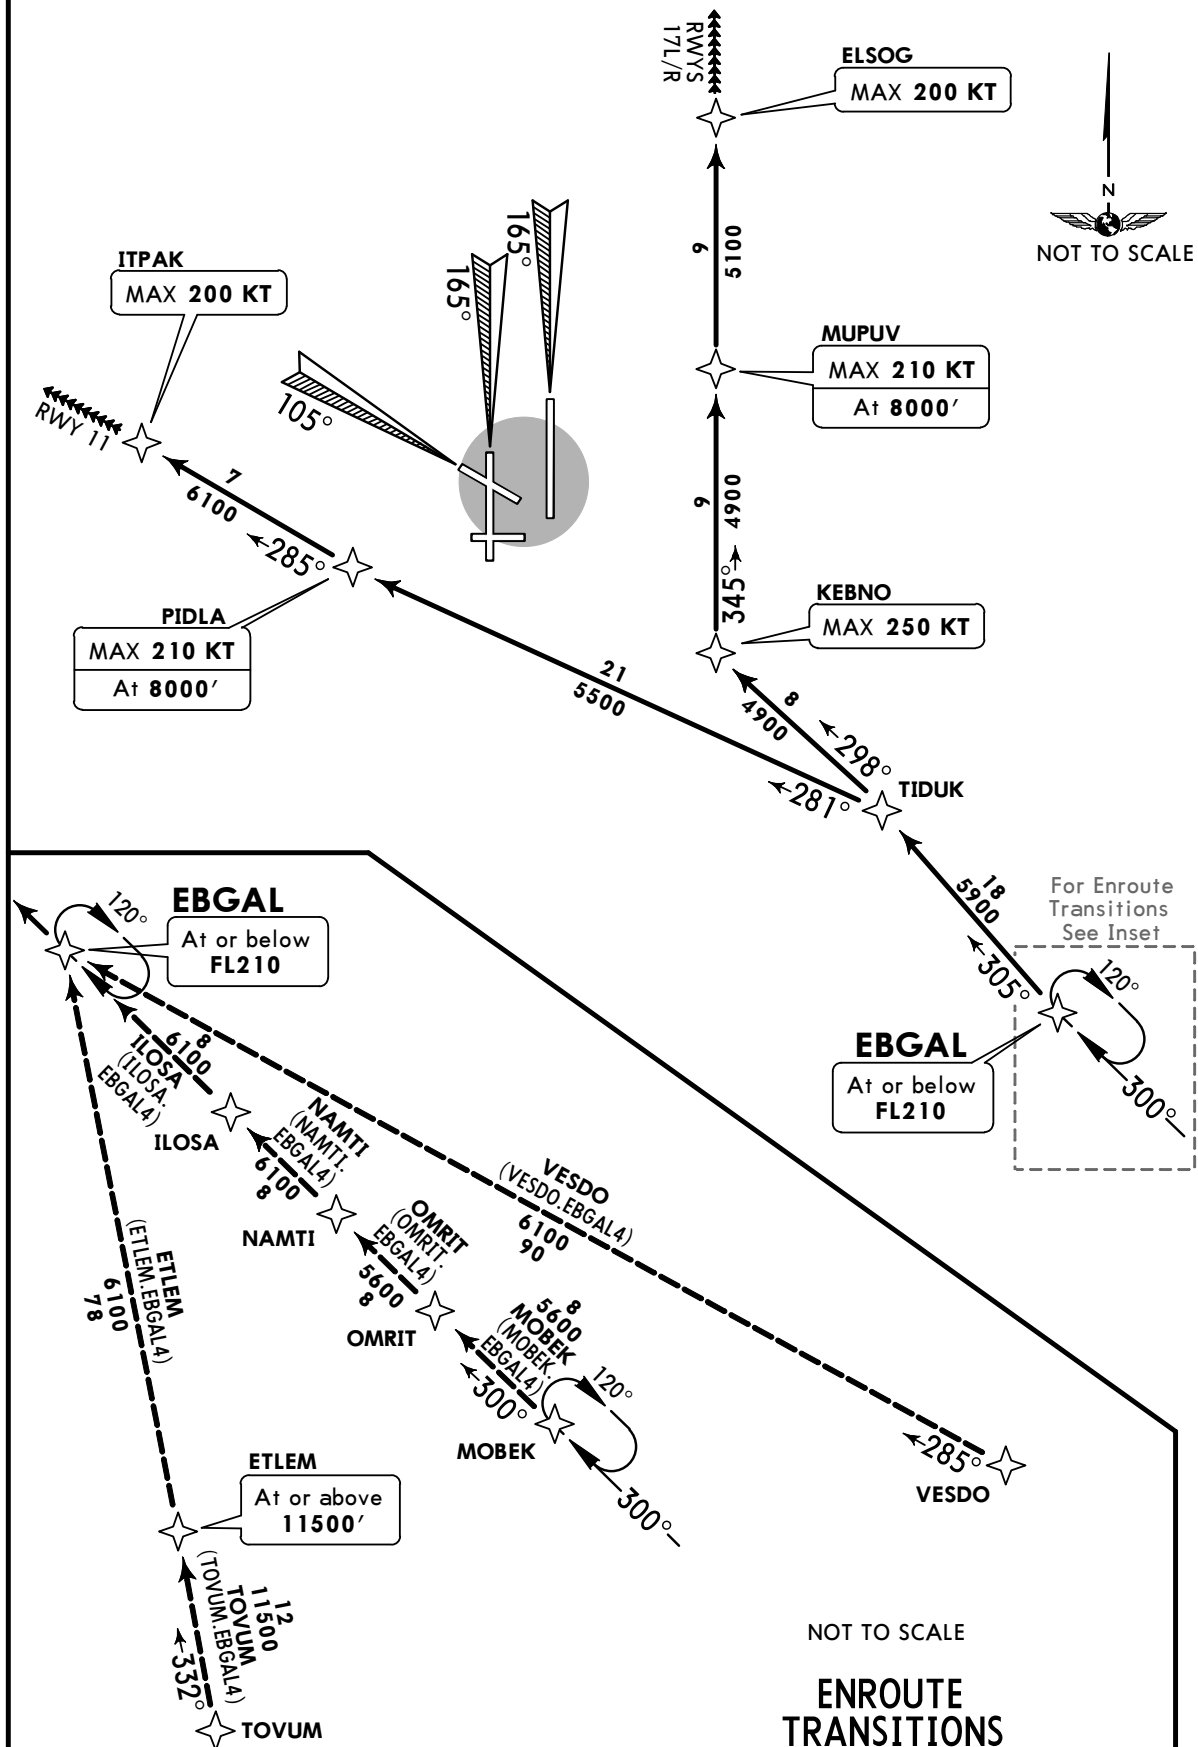 RWYS
17L/R
ELSOG
MAX 200 KT
N
NOT TO SCALE
9
5100
165°
165°
ITPAK
MAX 200 KT
MUPUV
MAX 210 KT
At 8000′
105°
RWY 11
7
6100
285°
9
4900
345°
PIDLA
MAX 210 KT
At 8000′
KEBNO
MAX 250 KT
21
5500
8
4900
298°
281°
TIDUK
18
5900
305°
For Enroute
Transitions
See Inset
120°
EBGAL
At or below
FL210
300°
120°
EBGAL
At or below
FL210
8
6100
ILOSA
(ILOSA.
EBGAL4)
ILOSA
NAMTI
(NAMTI.
EBGAL4)
6100
8
NAMTI
VESDO
(VESDO.EBGAL4)
6100
90
OMRIT
(OMRIT.
EBGAL4)
5600
8
OMRIT
ETLEM
(ETLEM.EBGAL4)
6100
78
8
5600
MOBEK
(MOBEK.
EBGAL4)
300°
120°
MOBEK
300°
285°
VESDO
ETLEM
At or above
11500′
12
11500
TOVUM
(TOVUM.EBGAL4)
332°
TOVUM
NOT TO SCALE
ENROUTE
TRANSITIONS